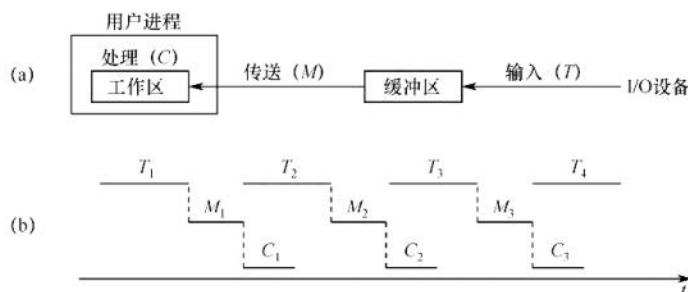 用户进程
处理（C）
(a) 工作区 传送（M） 缓冲区 输入（T） I/O设备
T₁ T₂ T₃ T₄
(b) M₁ M₂ M₃
C₁ C₂ C₃
t